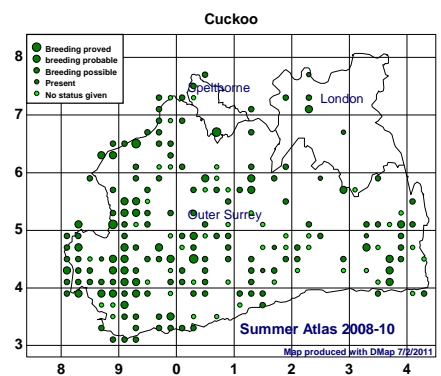 Cuckoo
8
Breeding proved
breeding probable
Breeding possible
Present
No status given
Spelthorne
London
7
6
Outer Surrey
5
4
Summer Atlas 2008-10
Map produced with DMap 7/2/2011
3
8 9 0 1 2 3 4